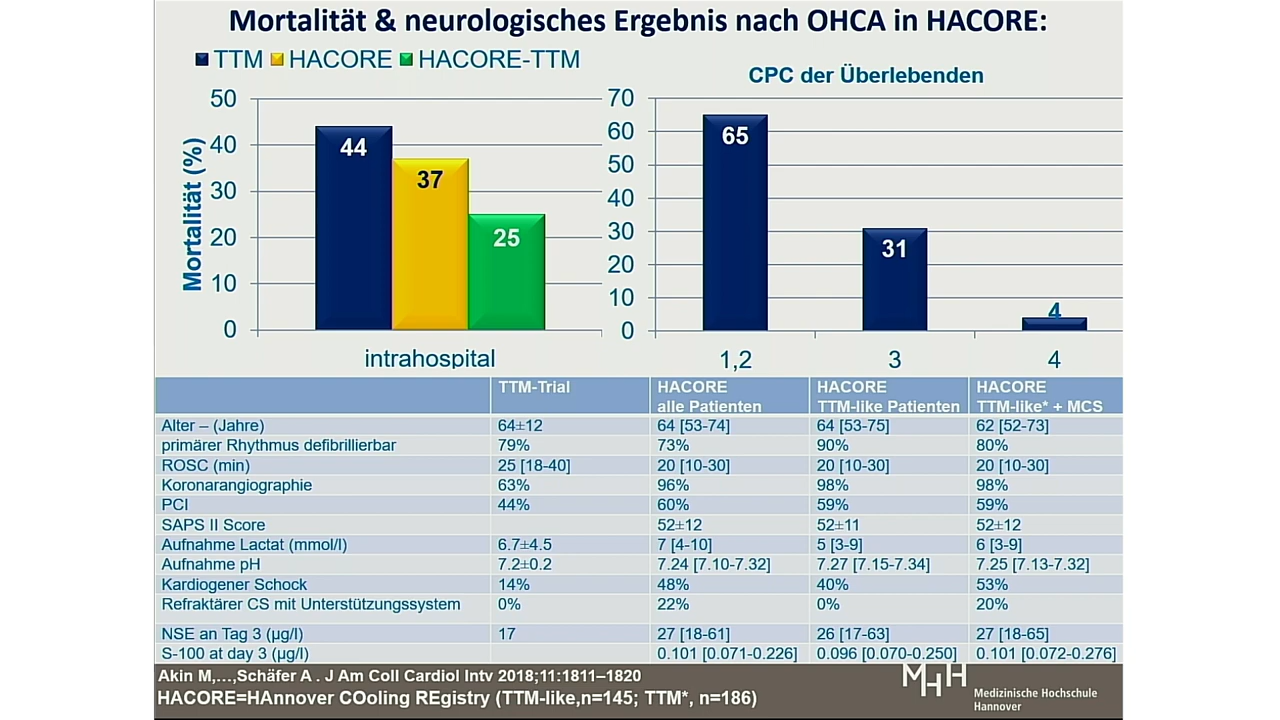 Mortalität & neurologisches Ergebnis nach OHCA in HACORE:
TTM HACORE HACORE-TTM
Mortalität (%)
50
40
30
20
10
0
44
37
25
intrahospital
CPC der Überlebenden
70
60
50
40
30
20
10
0
65
31
4
1,2 3 4
TTM-Trial HACORE alle Patienten HACORE TTM-like Patienten HACORE TTM-like* + MCS
Alter – (Jahre) 64±12 64 [53-74] 64 [53-75] 62 [52-73]
primärer Rhythmus defibrillierbar 79% 73% 90% 80%
ROSC (min) 25 [18-40] 20 [10-30] 20 [10-30] 20 [10-30]
Koronarangiographie 63% 96% 98% 98%
PCI 44% 60% 59% 59%
SAPS II Score 52±12 52±11 52±12
Aufnahme Lactat (mmol/l) 6.7±4.5 7 [4-10] 5 [3-9] 6 [3-9]
Aufnahme pH 7.2±0.2 7.24 [7.10-7.32] 7.27 [7.15-7.34] 7.25 [7.13-7.32]
Kardiogener Schock 14% 48% 40% 53%
Refraktärer CS mit Unterstützungssystem 0% 22% 0% 20%
NSE an Tag 3 (µg/l) 17 27 [18-61] 26 [17-63] 27 [18-65]
S-100 at day 3 (µg/l) 0.101 [0.071-0.226] 0.096 [0.070-0.250] 0.101 [0.072-0.276]
Akin M,...,Schäfer A . J Am Coll Cardiol Intv 2018;11:1811–1820
HACORE=HAnnover COoling REgistry (TTM-like,n=145; TTM*, n=186)
MHH
Medizinische Hochschule
Hannover